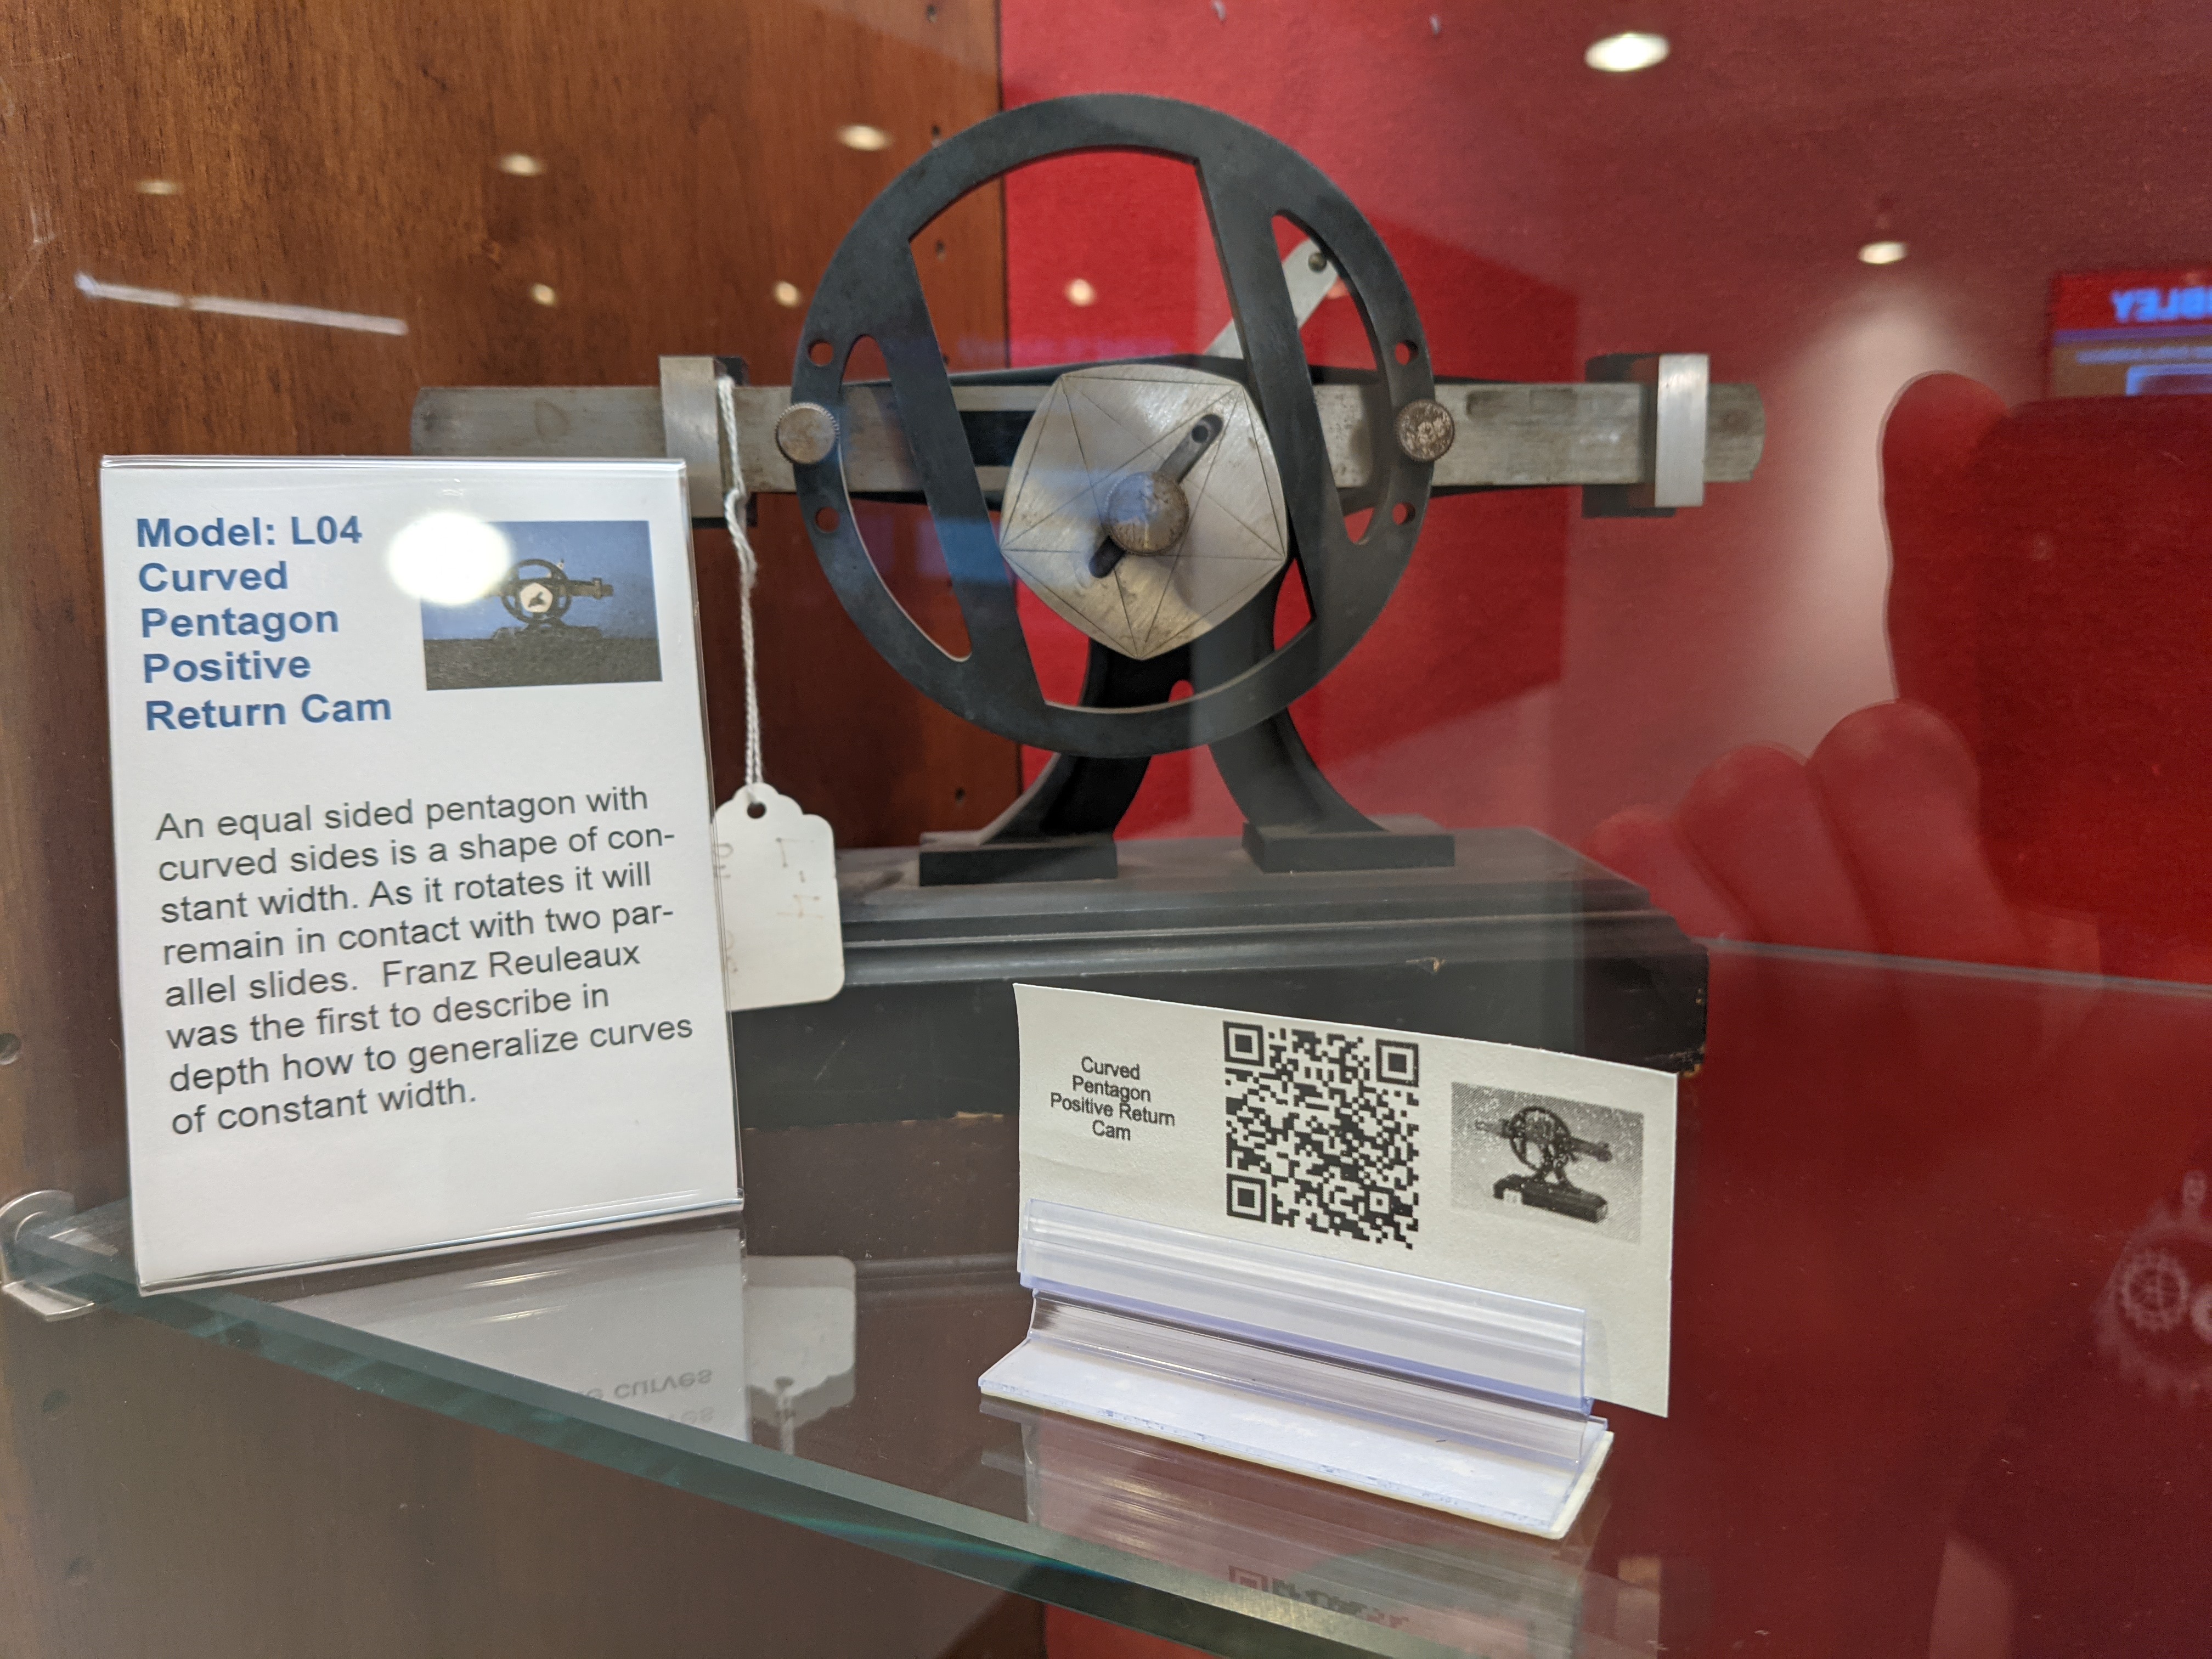 Model: L04
Curved
Pentagon
Positive
Return Cam
An equal sided pentagon with
curved sides is a shape of con-
stant width. As it rotates it will
remain in contact with two par-
allel slides. Franz Reuleaux
was the first to describe in
depth how to generalize curves
of constant width.
Curved
Pentagon
Positive Return
Cam